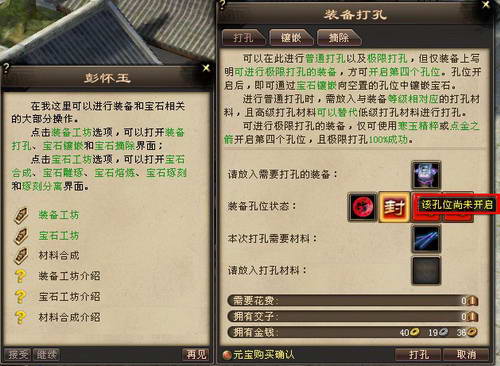 彭怀玉
在我这里可以进行装备和宝石相关
的大部分操作。
点击装备工坊选项，可以打开装备
打孔、宝石镶嵌和宝石摘除界面；
点击宝石工坊选项，可以打开宝石
合成、宝石雕琢、宝石熔炼、宝石琢刻
和琢刻分离界面。
装备工坊
宝石工坊
材料合成
装备工坊介绍
宝石工坊介绍
材料合成介绍
接受
继续
再见
装备打孔
打孔
镶嵌
摘除
可以在此进行普通打孔以及极限打孔，但仅装备上写
明可进行极限打孔的装备，方可开启第四个孔位。孔位开
启后，即可通过宝石镶嵌向空置的孔位中镶嵌宝石。
进行普通打孔时，需放入与装备等级相对应的打孔材
料，且高级打孔材料可以替代低级打孔材料进行打孔。
可进行极限打孔的装备，仅可使用寒玉精粹或点金之
箭开启第四个孔位，且极限打孔100%成功。
请放入需要打孔的装备：
装备孔位状态：
封
该孔位尚未开启
本次打孔需要材料：
请放入打孔材料：
需要花费：
0
拥有交子：
0
拥有金钱：
40
19
36
元宝购买确认
打孔
取消